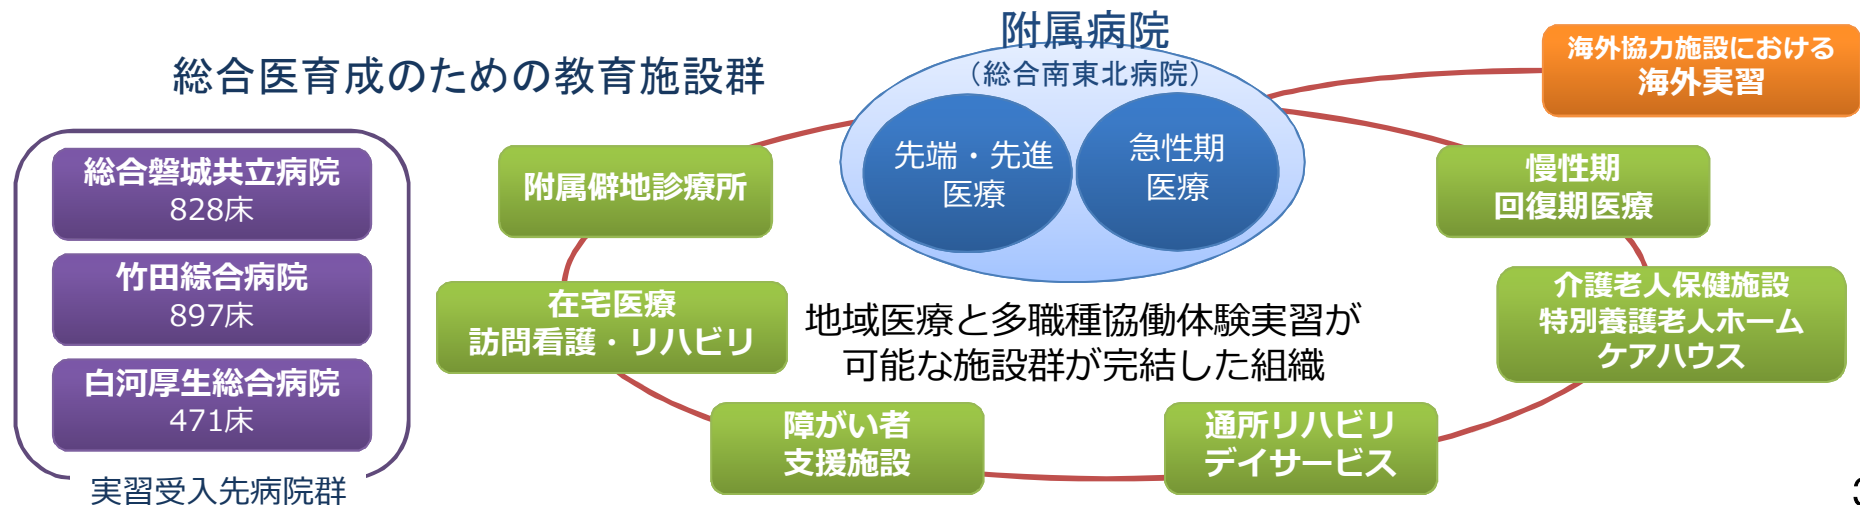 総合医育成のための教育施設群
総合磐城共立病院
828床
竹田綜合病院
897床
白河厚生総合病院
471床
実習受入先病院群
附属病院
（総合南東北病院）
先端・先進
医療
急性期
医療
海外協力施設における
海外実習
附属僻地診療所
慢性期
回復期医療
在宅医療
訪問看護・リハビリ
地域医療と多職種協働体験実習が
可能な施設群が完結した組織
介護老人保健施設
特別養護老人ホーム
ケアハウス
障がい者
支援施設
通所リハビリ
デイサービス